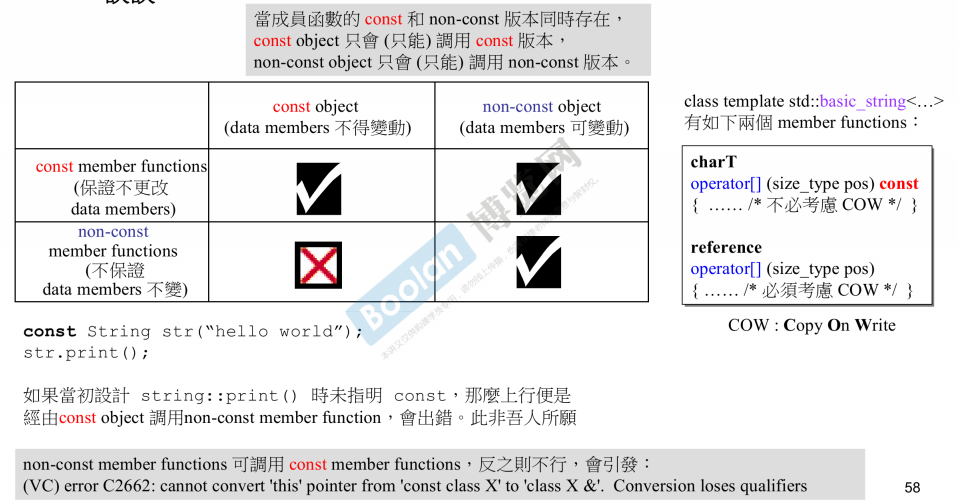 當成員函數的 const 和 non-const 版本同時存在,
const object 只會 (只能) 調用 const 版本,
non-const object 只會 (只能) 調用 non-const 版本。
const object
(data members 不得變動)
non-const object
(data members 可變動)
const member functions
(保證不更改
data members)
non-const
member functions
(不保證
data members 不變)
class template std::basic_string<…>
有如下兩個 member functions:
charT
operator[] (size_type pos) const
{ …… /* 不必考慮 COW */ }
reference
operator[] (size_type pos)
{ …… /* 必須考慮 COW */ }
COW : Copy On Write
Boolan 博覽网
const String str(“hello world”);
str.print();
如果當初設計 string::print() 時未指明 const,那麼上行便是
經由const object 調用non-const member function,會出錯。此非吾人所願
non-const member functions 可調用 const member functions,反之則不行,會引發:
(VC) error C2662: cannot convert 'this' pointer from 'const class X' to 'class X &'. Conversion loses qualifiers
58